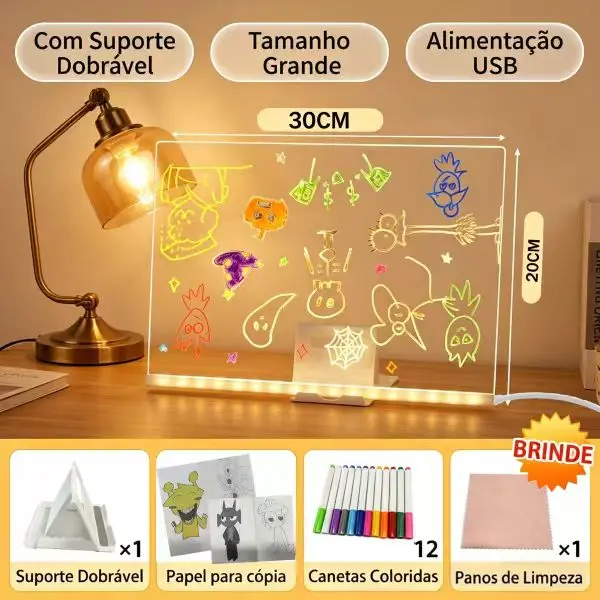 Com Suporte
Dobrável
Tamanho
Grande
Alimentação
USB
30CM
20CM
BRINDE
×1
12
×1
Suporte Dobrável
Papel para cópia
Canetas Coloridas
Panos de Limpeza